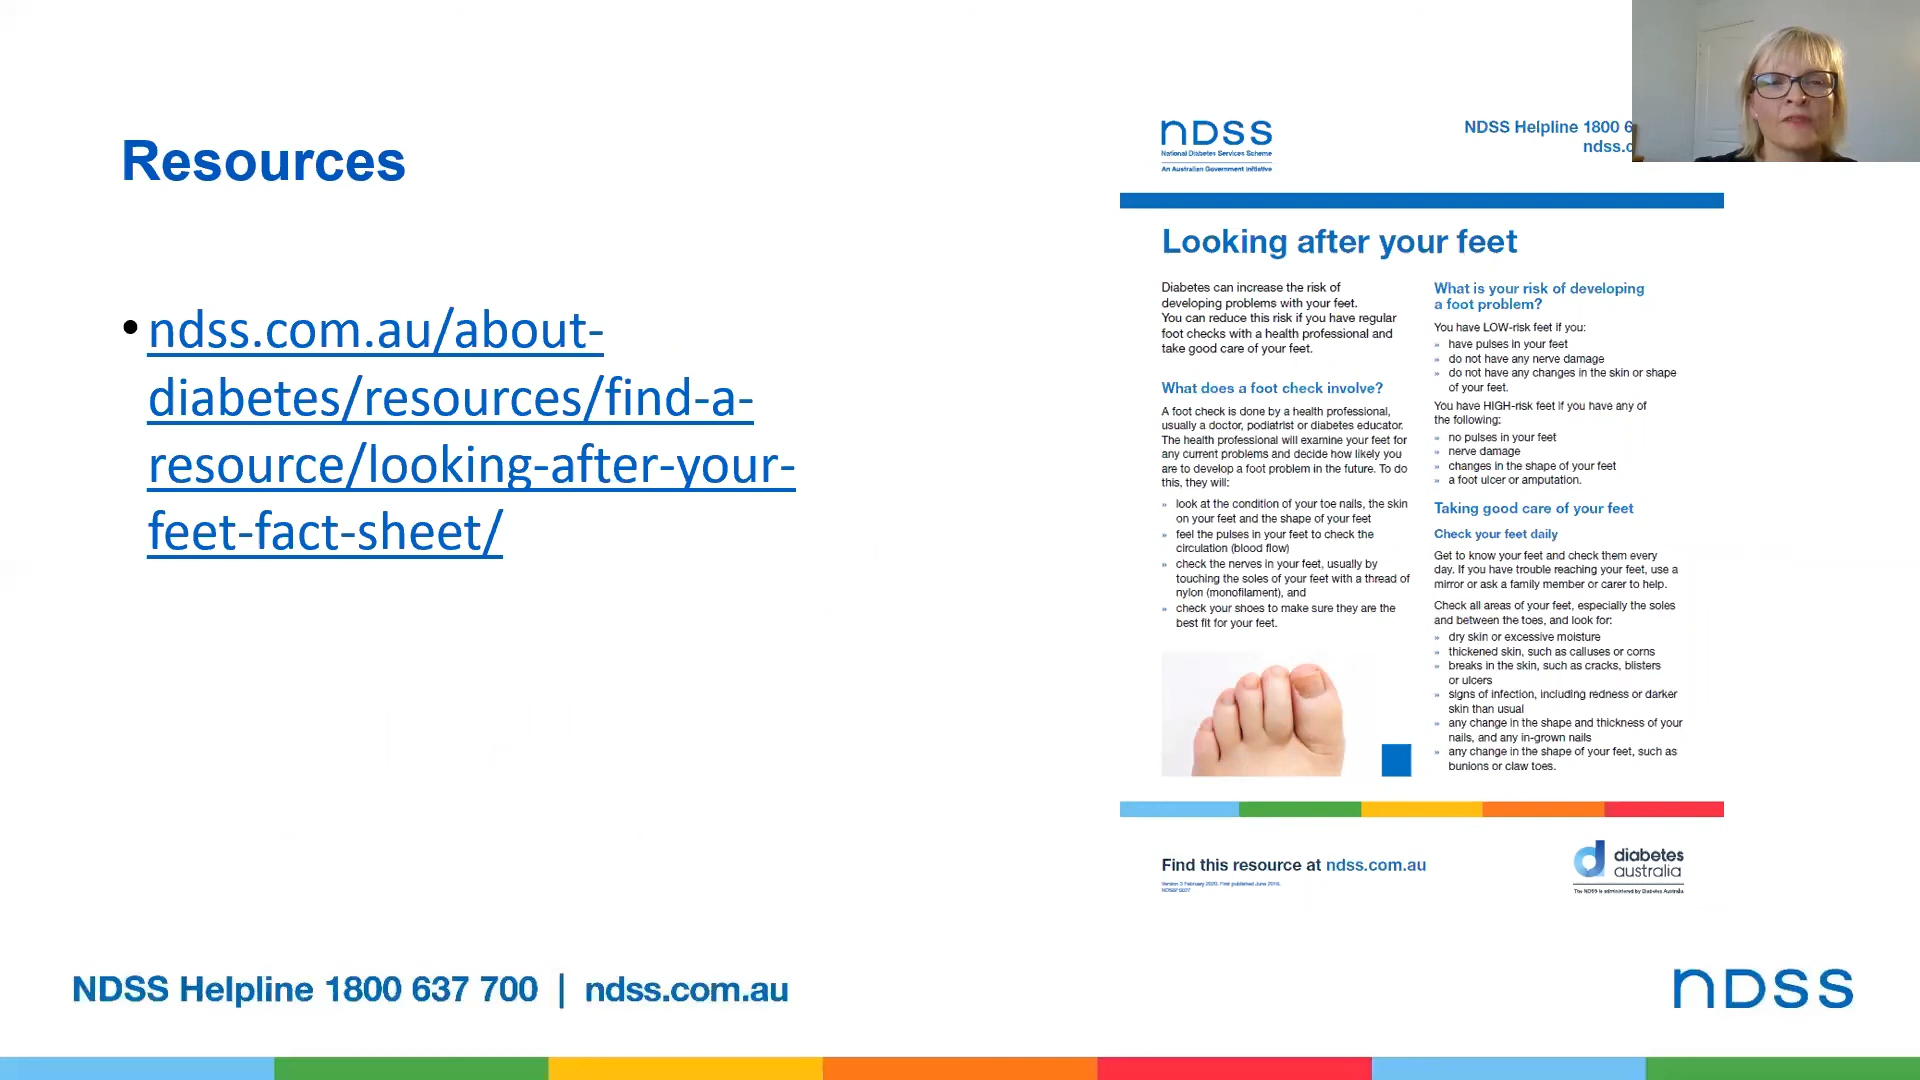 Resources
• ndss.com.au/about-
diabetes/resources/find-a-
resource/looking-after-your-
feet-fact-sheet/
NDSS
National Diabetes Services Scheme
An Australian Government Initiative
NDSS Helpline 1800 6
ndss.c
Looking after your feet
Diabetes can increase the risk of
developing problems with your feet.
You can reduce this risk if you have regular
foot checks with a health professional and
take good care of your feet.
What does a foot check involve?
A foot check is done by a health professional,
usually a doctor, podiatrist or diabetes educator.
The health professional will examine your feet for
any current problems and decide how likely you
are to develop a foot problem in the future. To do
this, they will:
» look at the condition of your toe nails, the skin
on your feet and the shape of your feet
» feel the pulses in your feet to check the
circulation (blood flow)
» check the nerves in your feet, usually by
touching the soles of your feet with a thread of
nylon (monofilament), and
» check your shoes to make sure they are the
best fit for your feet.
What is your risk of developing
a foot problem?
You have LOW-risk feet if you:
» have pulses in your feet
» do not have any nerve damage
» do not have any changes in the skin or shape
of your feet.
You have HIGH-risk feet if you have any of
the following:
» no pulses in your feet
» nerve damage
» changes in the shape of your feet
» a foot ulcer or amputation.
Taking good care of your feet
Check your feet daily
Get to know your feet and check them every
day. If you have trouble reaching your feet, use a
mirror or ask a family member or carer to help.
Check all areas of your feet, especially the soles
and between the toes, and look for:
» dry skin or excessive moisture
» thickened skin, such as calluses or corns
» breaks in the skin, such as cracks, blisters
or ulcers
» signs of infection, including redness or darker
skin than usual
» any change in the shape and thickness of your
nails, and any in-grown nails
» any change in the shape of your feet, such as
bunions or claw toes.
Find this resource at ndss.com.au
Version 3 February 2020. First published June 2016.
diabetes
australia
The NDSS is administered by Diabetes Australia
NDSS Helpline 1800 637 700 | ndss.com.au
NDSS